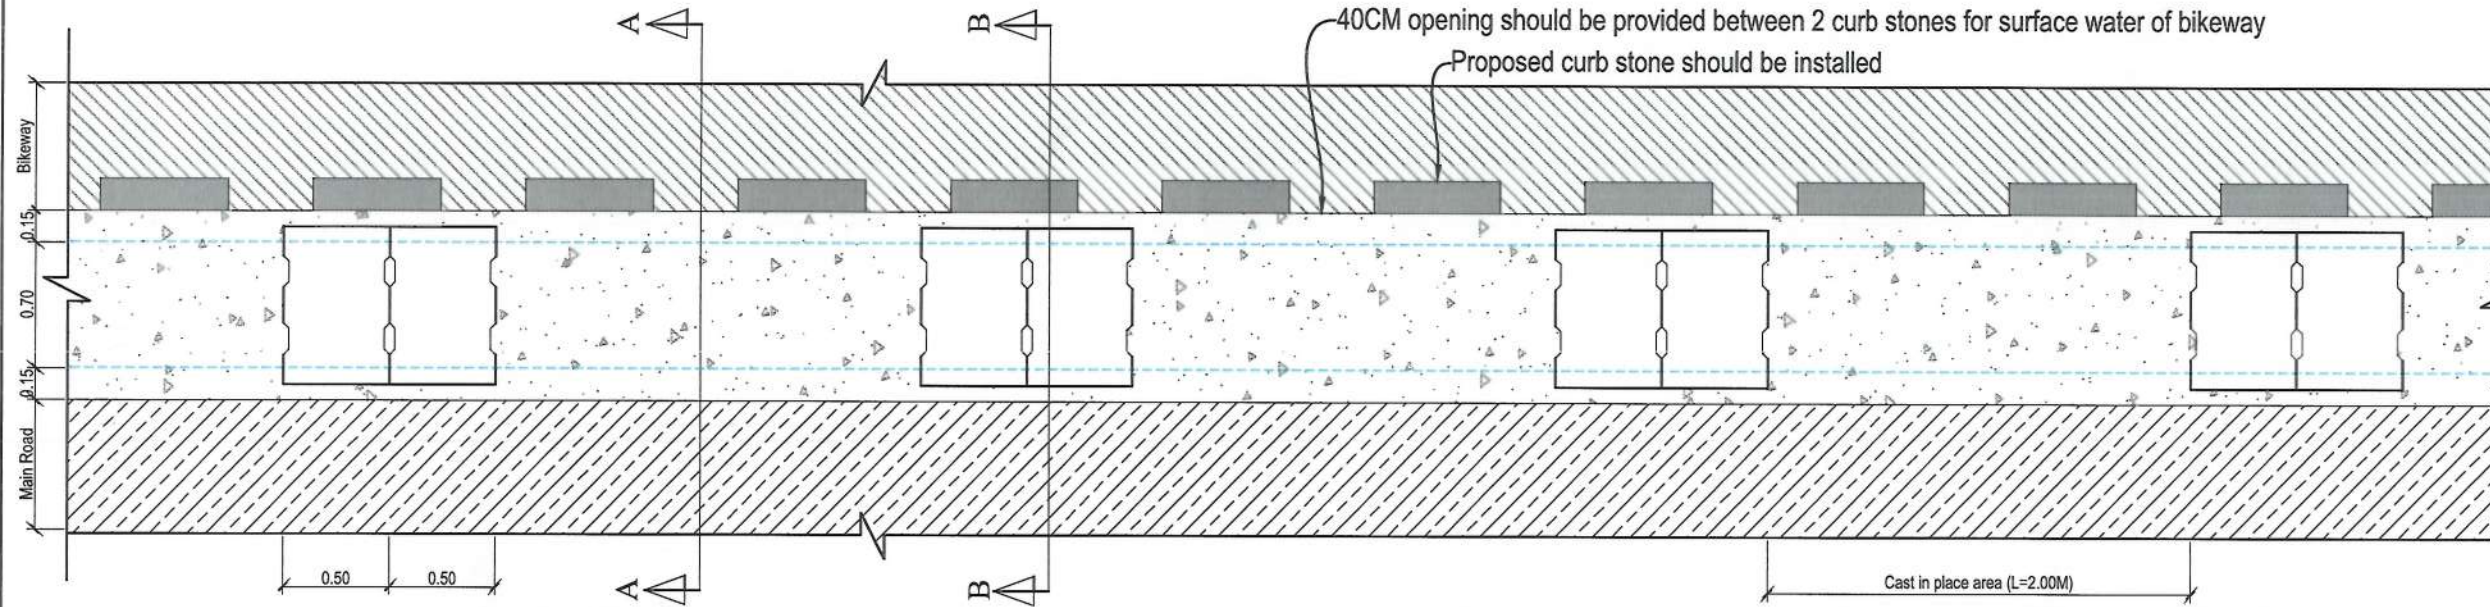 A
B
40CM opening should be provided between 2 curb stones for surface water of bikeway
Proposed curb stone should be installed
Bikeway
0.15
0.70
0.15
Main Road
0.50
0.50
A
B
Cast in place area (L=2.00M)